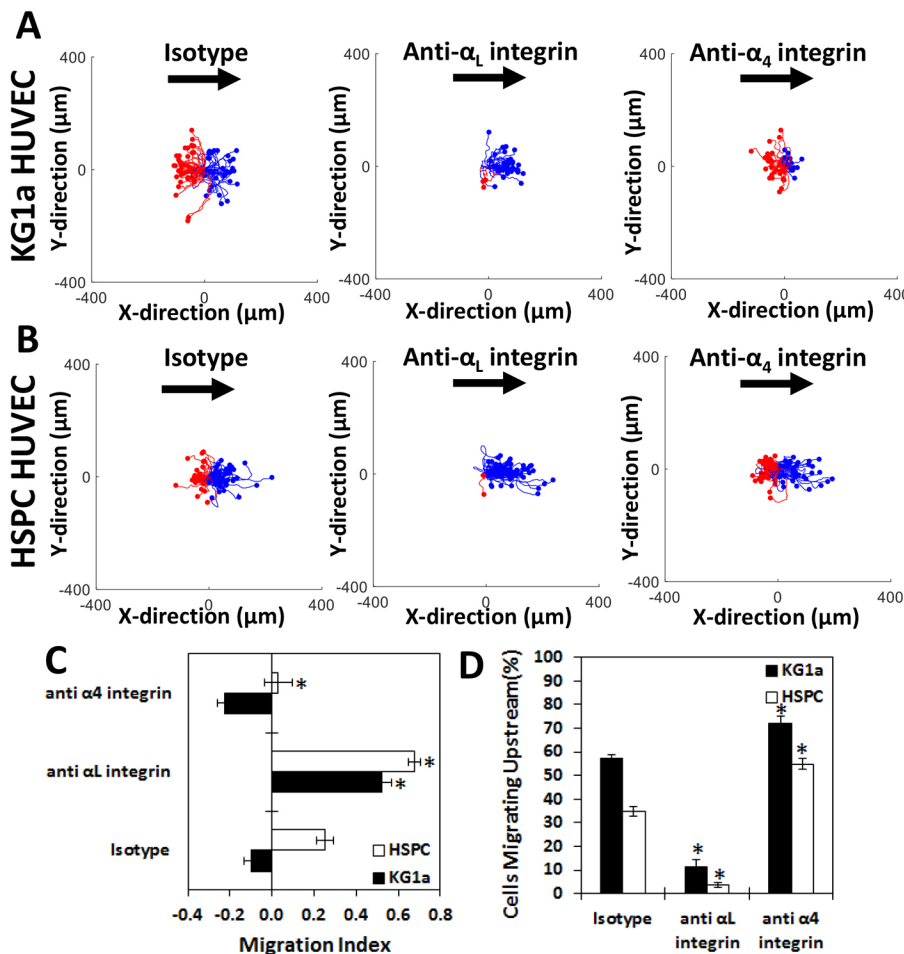 A
KG1a HUVEC
Isotype
Anti-αL integrin
Anti-α4 integrin
Y-direction (μm)
400
0
-400
-400 0 400
X-direction (μm)
Y-direction (μm)
400
0
-400
-400 0 400
X-direction (μm)
Y-direction (μm)
400
0
-400
-400 0 400
X-direction (μm)
B
HSPC HUVEC
Isotype
Anti-αL integrin
Anti-α4 integrin
Y-direction (μm)
400
0
-400
-400 0 400
X-direction (μm)
Y-direction (μm)
400
0
-400
-400 0 400
X-direction (μm)
Y-direction (μm)
400
0
-400
-400 0 400
X-direction (μm)
C
anti α4 integrin
*
anti αL integrin
*
*
Isotype
HSPC
KG1a
-0.4 -0.2 0.0 0.2 0.4 0.6 0.8
Migration Index
D
Cells Migrating Upstream(%)
100
90
80
70
60
50
40
30
20
10
0
KG1a
HSPC
*
*
*
*
Isotype
anti αL integrin
anti α4 integrin